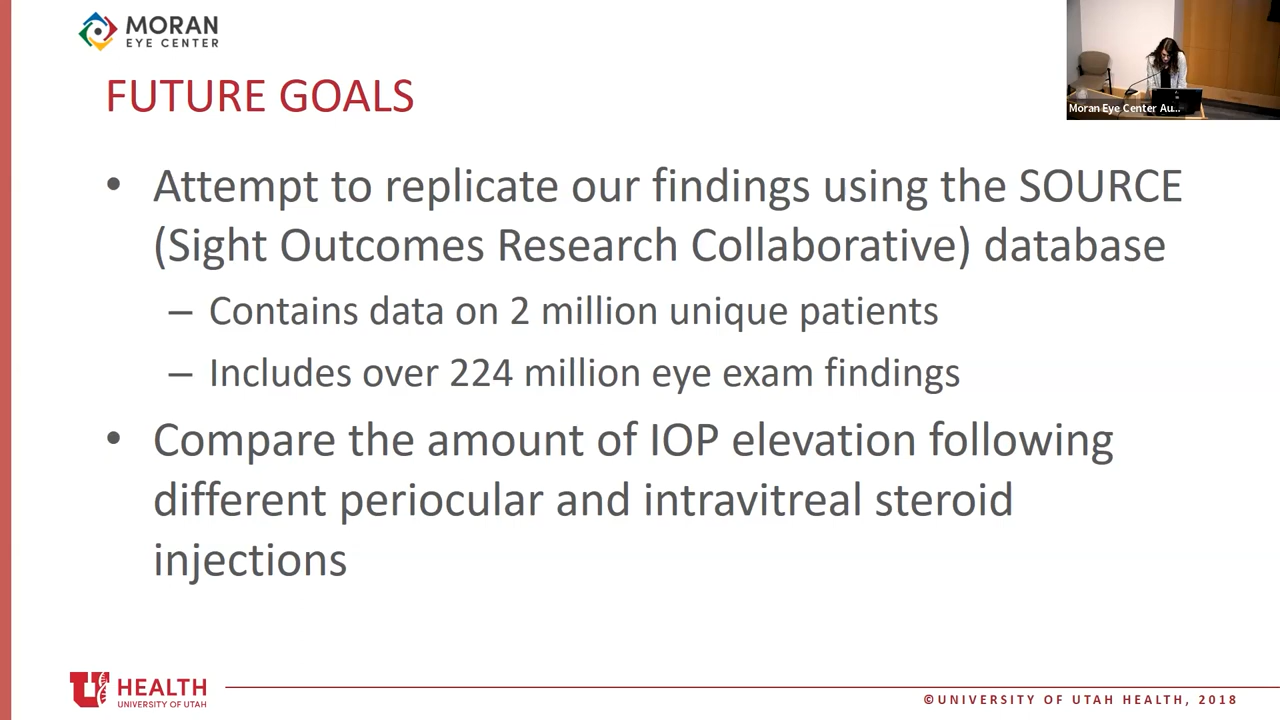 MORAN
EYE CENTER
FUTURE GOALS
Moran Eye Center Au...
• Attempt to replicate our findings using the SOURCE
(Sight Outcomes Research Collaborative) database
– Contains data on 2 million unique patients
– Includes over 224 million eye exam findings
• Compare the amount of IOP elevation following
different periocular and intravitreal steroid
injections
U HEALTH
UNIVERSITY OF UTAH
©UNIVERSITY OF UTAH HEALTH, 2018